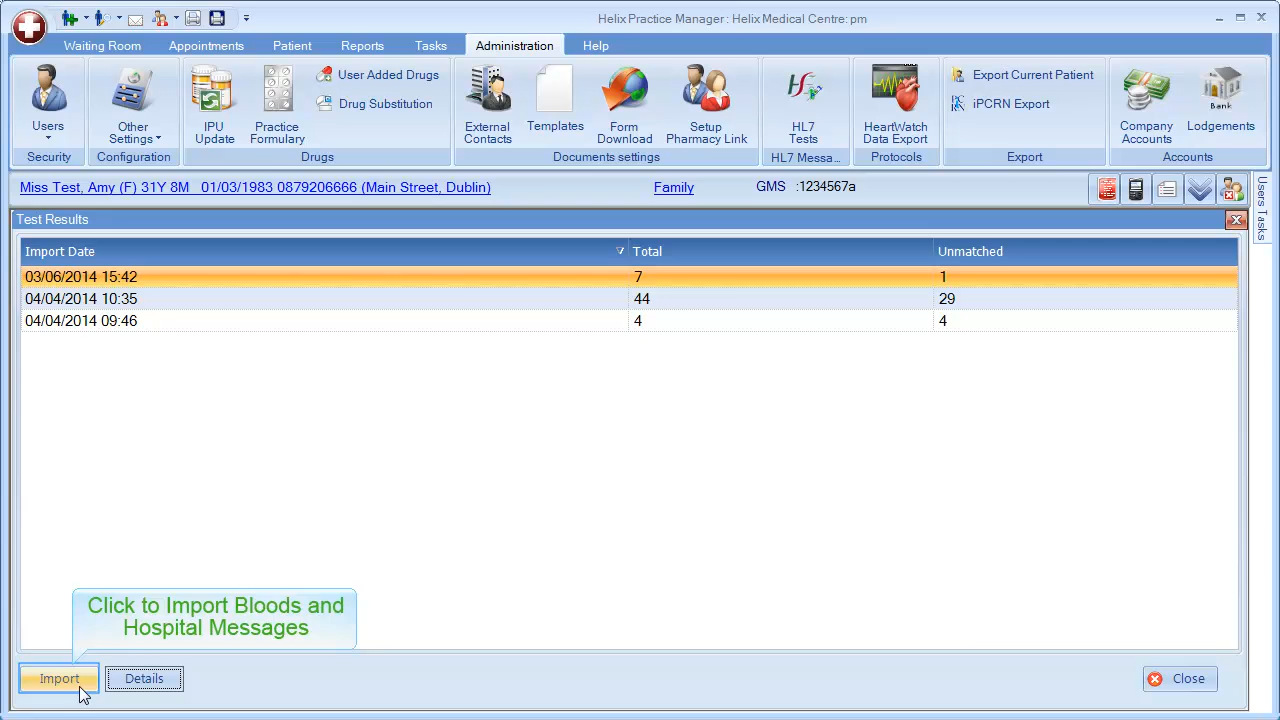 Helix Practice Manager: Helix Medical Centre: pm
Waiting Room Appointments Patient Reports Tasks Administration Help
Users
Security
Other
Settings
Configuration
IPU
Update
Practice
Formulary
User Added Drugs
Drug Substitution
Drugs
External
Contacts
Templates
Form
Download
Setup
Pharmacy Link
Documents settings
HL7
Tests
HL7 Messa...
HeartWatch
Data Export
Protocols
Export Current Patient
iPCRN Export
Export
Company
Accounts
Bank
Lodgements
Accounts
Miss Test, Amy (F) 31Y 8M 01/03/1983 0879206666 (Main Street, Dublin) Family GMS :1234567a
Users Tasks
Test Results
Import Date Total Unmatched
03/06/2014 15:42 7 1
04/04/2014 10:35 44 29
04/04/2014 09:46 4 4
Click to Import Bloods and
Hospital Messages
Import Details Close